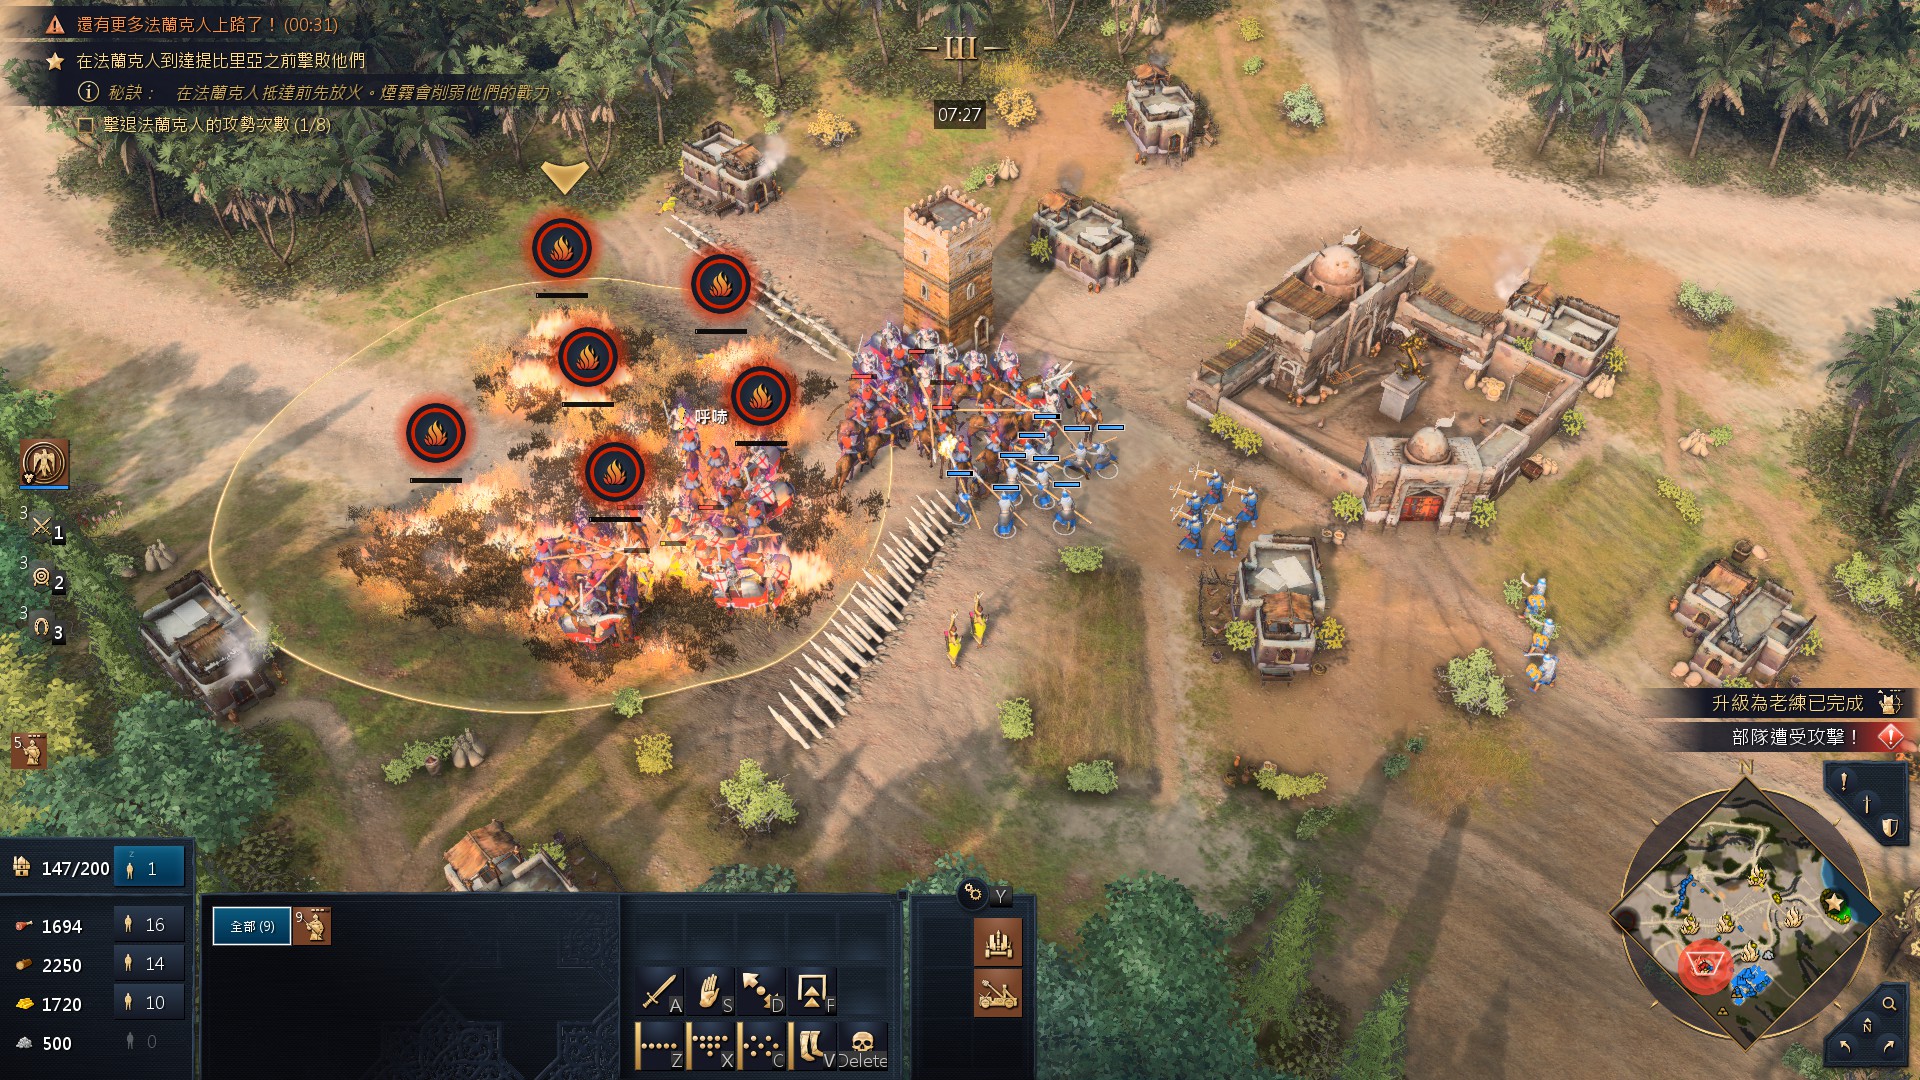 還有更多法蘭克人上路了！(00:31)
在法蘭克人到達提比里亞之前擊敗他們
秘訣： 在法蘭克人抵達前先放火。煙霧會削弱他們的戰力。
擊退法蘭克人的攻勢次數 (1/8)
III
07:27
呼哧
3
1
3
2
3
3
5
升級為老練已完成
部隊遭受攻擊！
N
147/200
Z
1
1694
16
2250
14
1720
10
500
0
全部 (9)
9
A
S
D
F
Z
X
C
V
Delete
Y
N